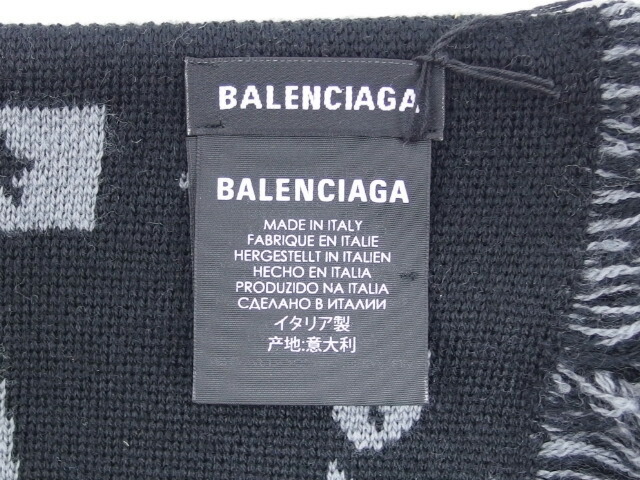 BALENCIAGA
BALENCIAGA
MADE IN ITALY
FABRIQUE EN ITALIE
HERGESTELLT IN ITALIEN
HECHO EN ITALIA
PRODUZIDO NA ITALIA
СДЕЛАНО В ИТАЛИИ
イタリア製
产地:意大利